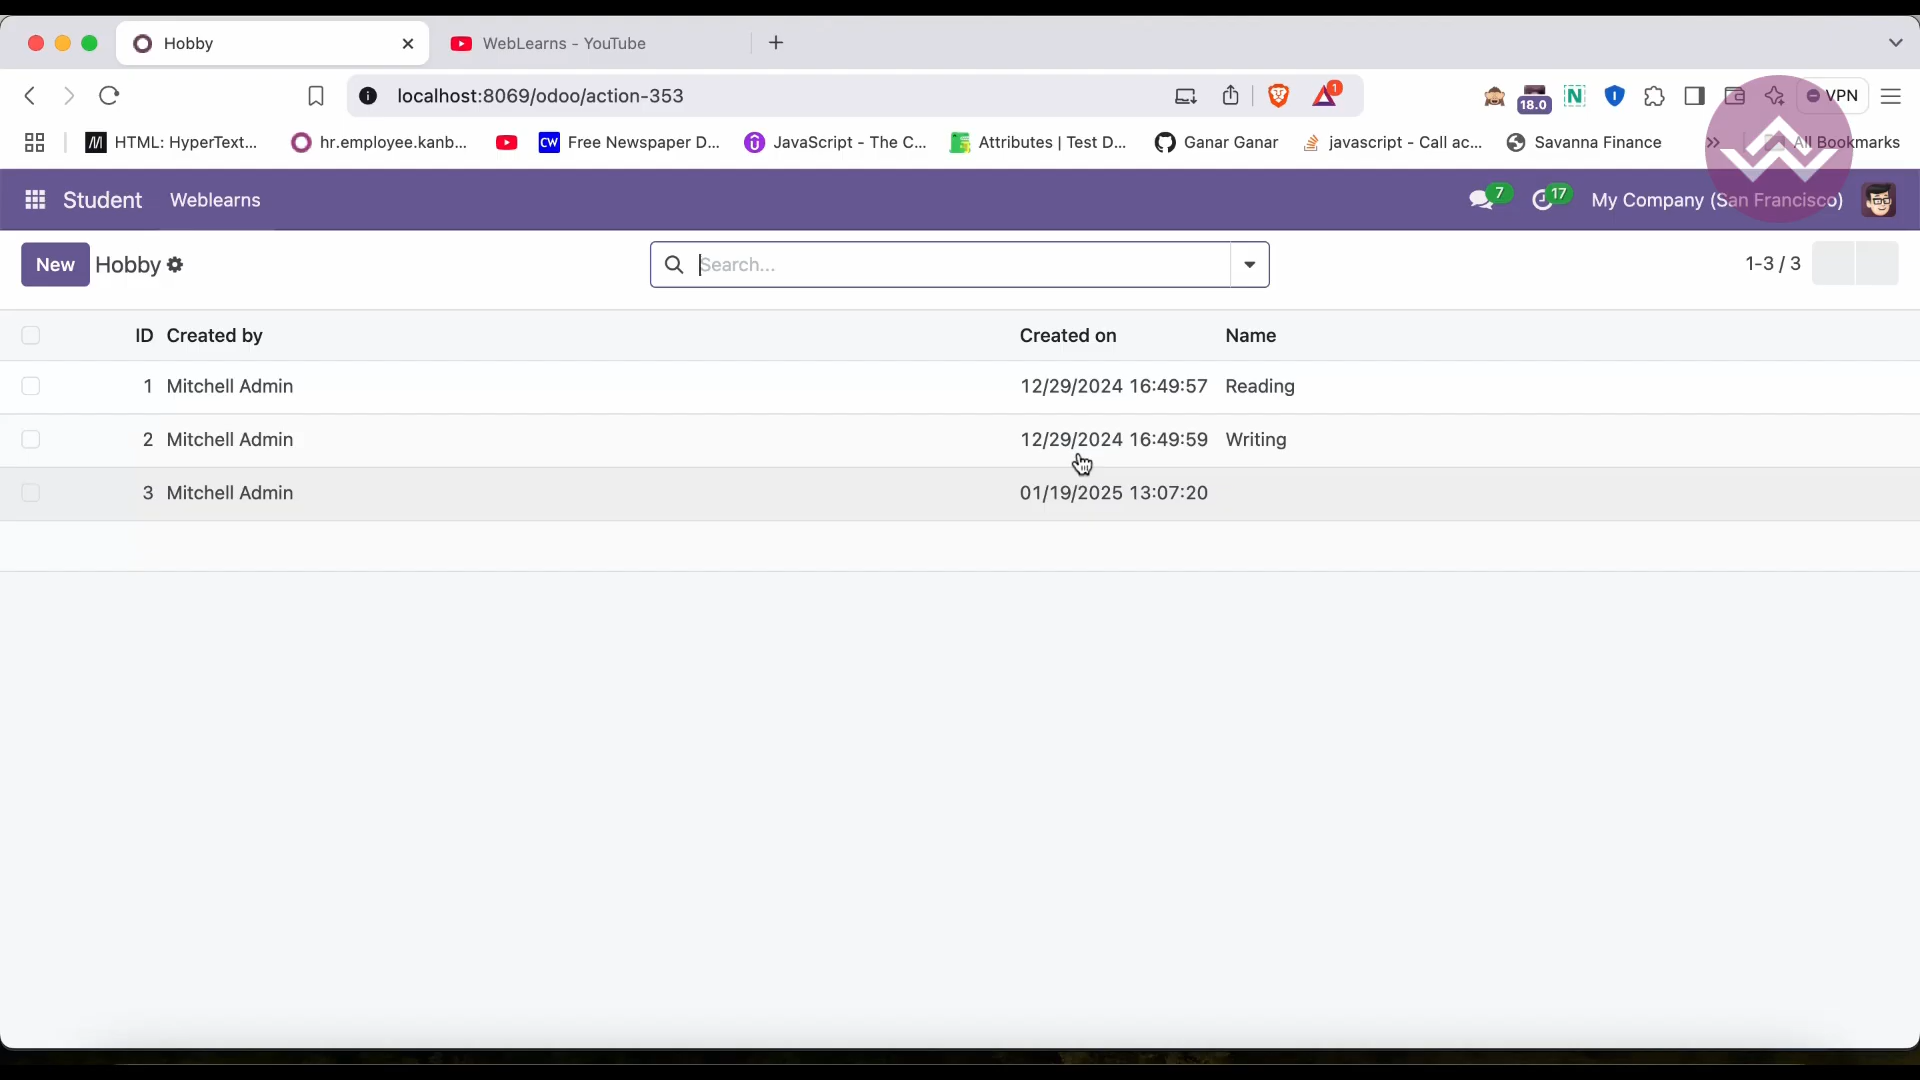 Hobby
WebLearns - YouTube
localhost:8069/odoo/action-353
1
18.0
N
VPN
M HTML: HyperText...
hr.employee.kanb...
CW Free Newspaper D...
JavaScript - The C...
Attributes | Test D...
Ganar Ganar
javascript - Call ac...
Savanna Finance
All Bookmarks
Student
Weblearns
7
17
My Company (San Francisco)
New
Hobby
Search...
1-3 / 3
ID Created by Created on Name
1 Mitchell Admin 12/29/2024 16:49:57 Reading
2 Mitchell Admin 12/29/2024 16:49:59 Writing
3 Mitchell Admin 01/19/2025 13:07:20